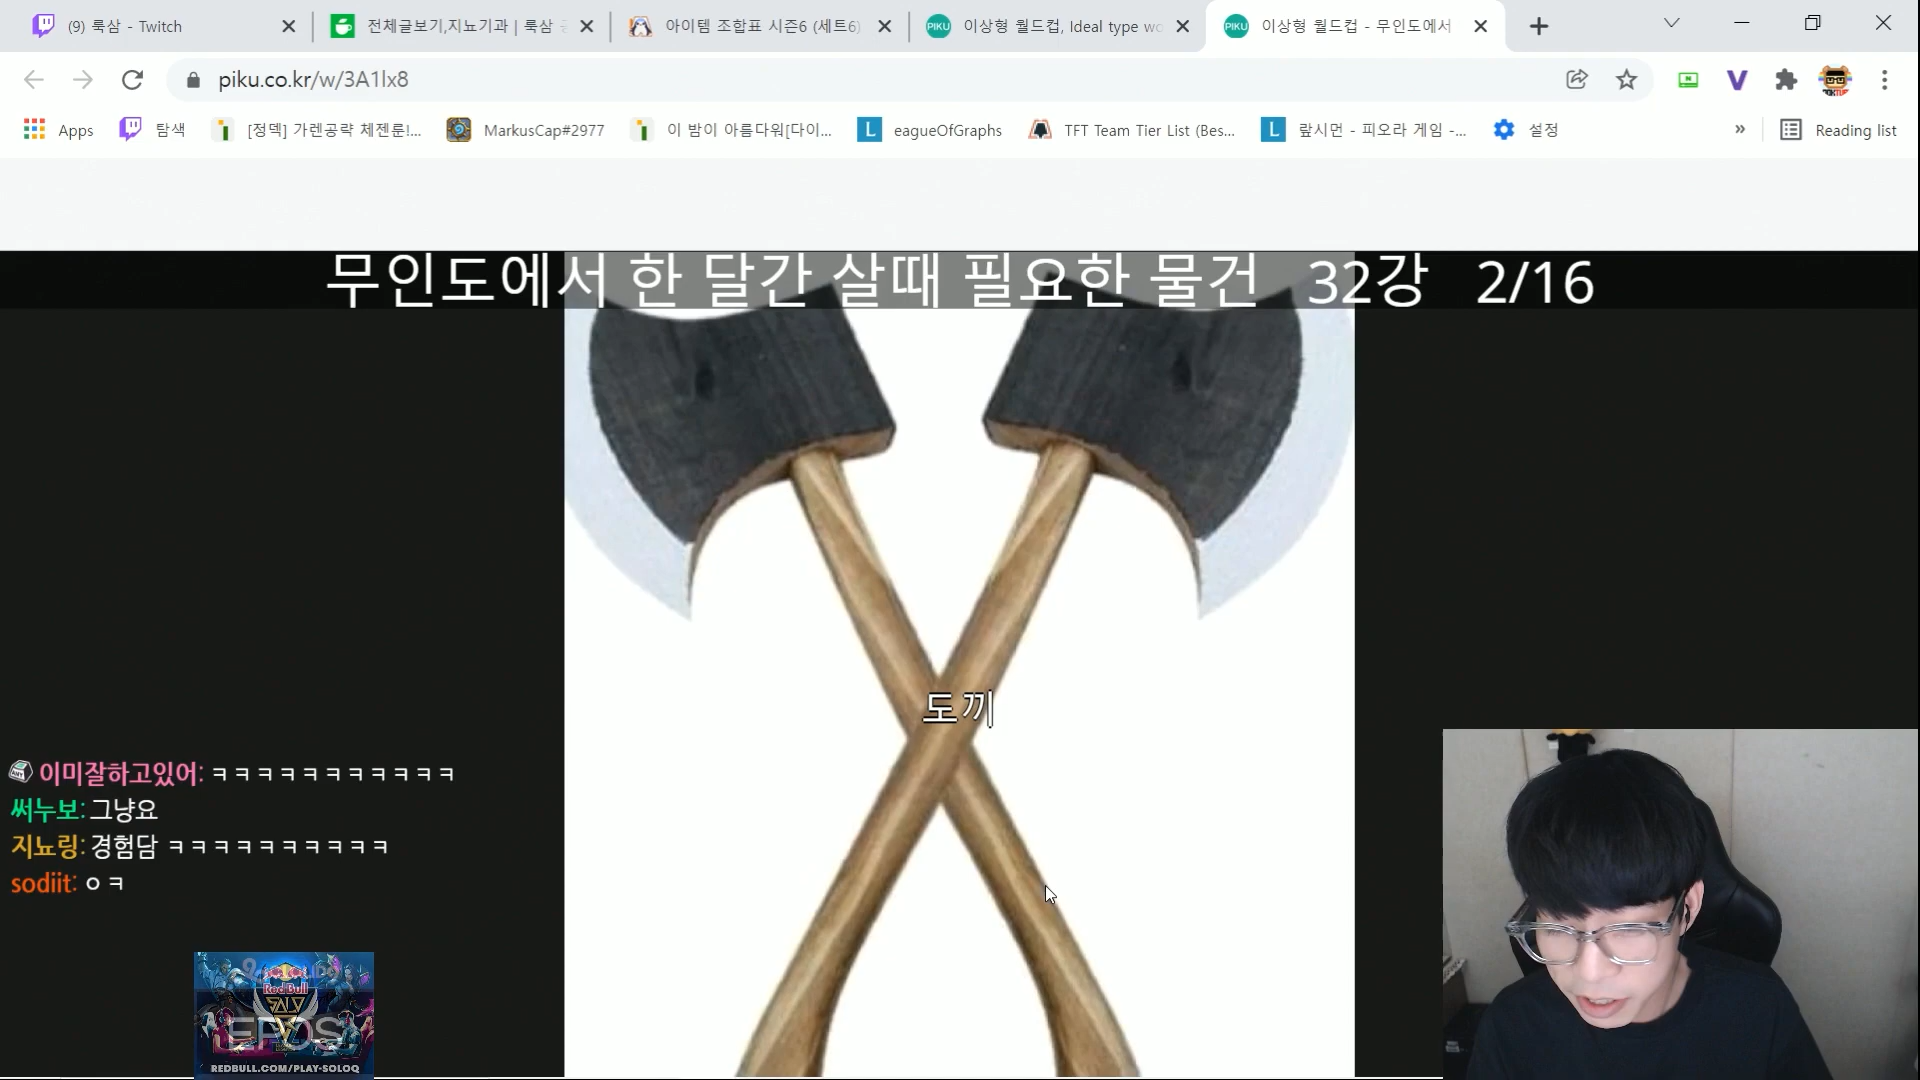 (9) 룩삼 - Twitch
전체글보기,지뇨기과 | 룩삼 공
아이템 조합표 시즌6 (세트6)
PIKU
이상형 월드컵, Ideal type wo
PIKU
이상형 월드컵 - 무인도에서
piku.co.kr/w/3A1lx8
Apps
탐색
[정덱] 가렌공략 체젠룬!...
MarkusCap#2977
이 밤이 아름다워[다이...
L
eagueOfGraphs
TFT Team Tier List (Bes...
L
랖시먼 - 피오라 게임 -...
설정
»
Reading list
무인도에서 한 달간 살때 필요한 물건 32강 2/16
도끼
이미잘하고있어: ㅋㅋㅋㅋㅋㅋㅋㅋㅋㅋㅋ
써누보: 그냥요
지뇨링: 경험담 ㅋㅋㅋㅋㅋㅋㅋㅋㅋㅋ
sodiit: ㅇㅋ
RedBull
SOLO
REDBULL.COM/PLAY-SOLOQ